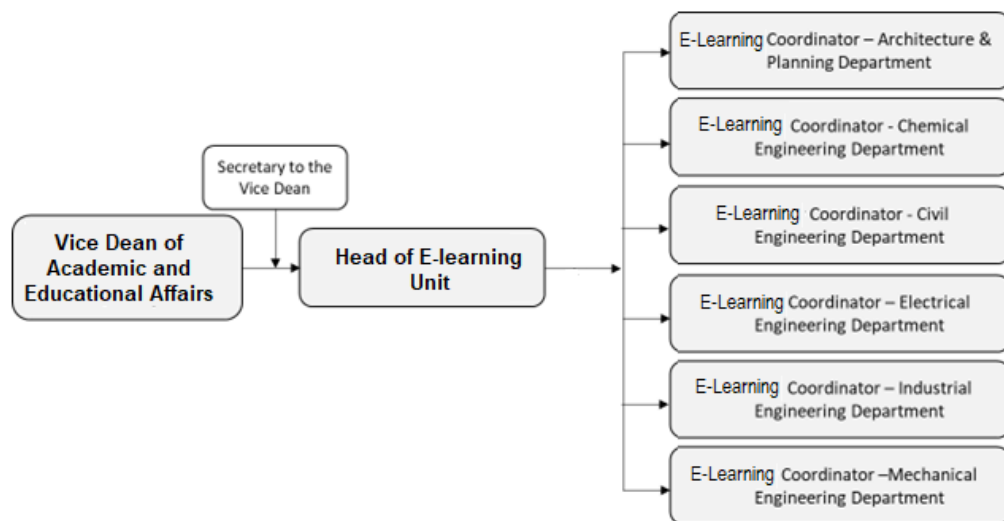 Vice Dean of
Academic and
Educational Affairs
Secretary to the
Vice Dean
Head of E-learning
Unit
E-Learning Coordinator – Architecture &
Planning Department
E-Learning Coordinator - Chemical
Engineering Department
E-Learning Coordinator - Civil
Engineering Department
E-Learning Coordinator – Electrical
Engineering Department
E-Learning Coordinator – Industrial
Engineering Department
E-Learning Coordinator –Mechanical
Engineering Department